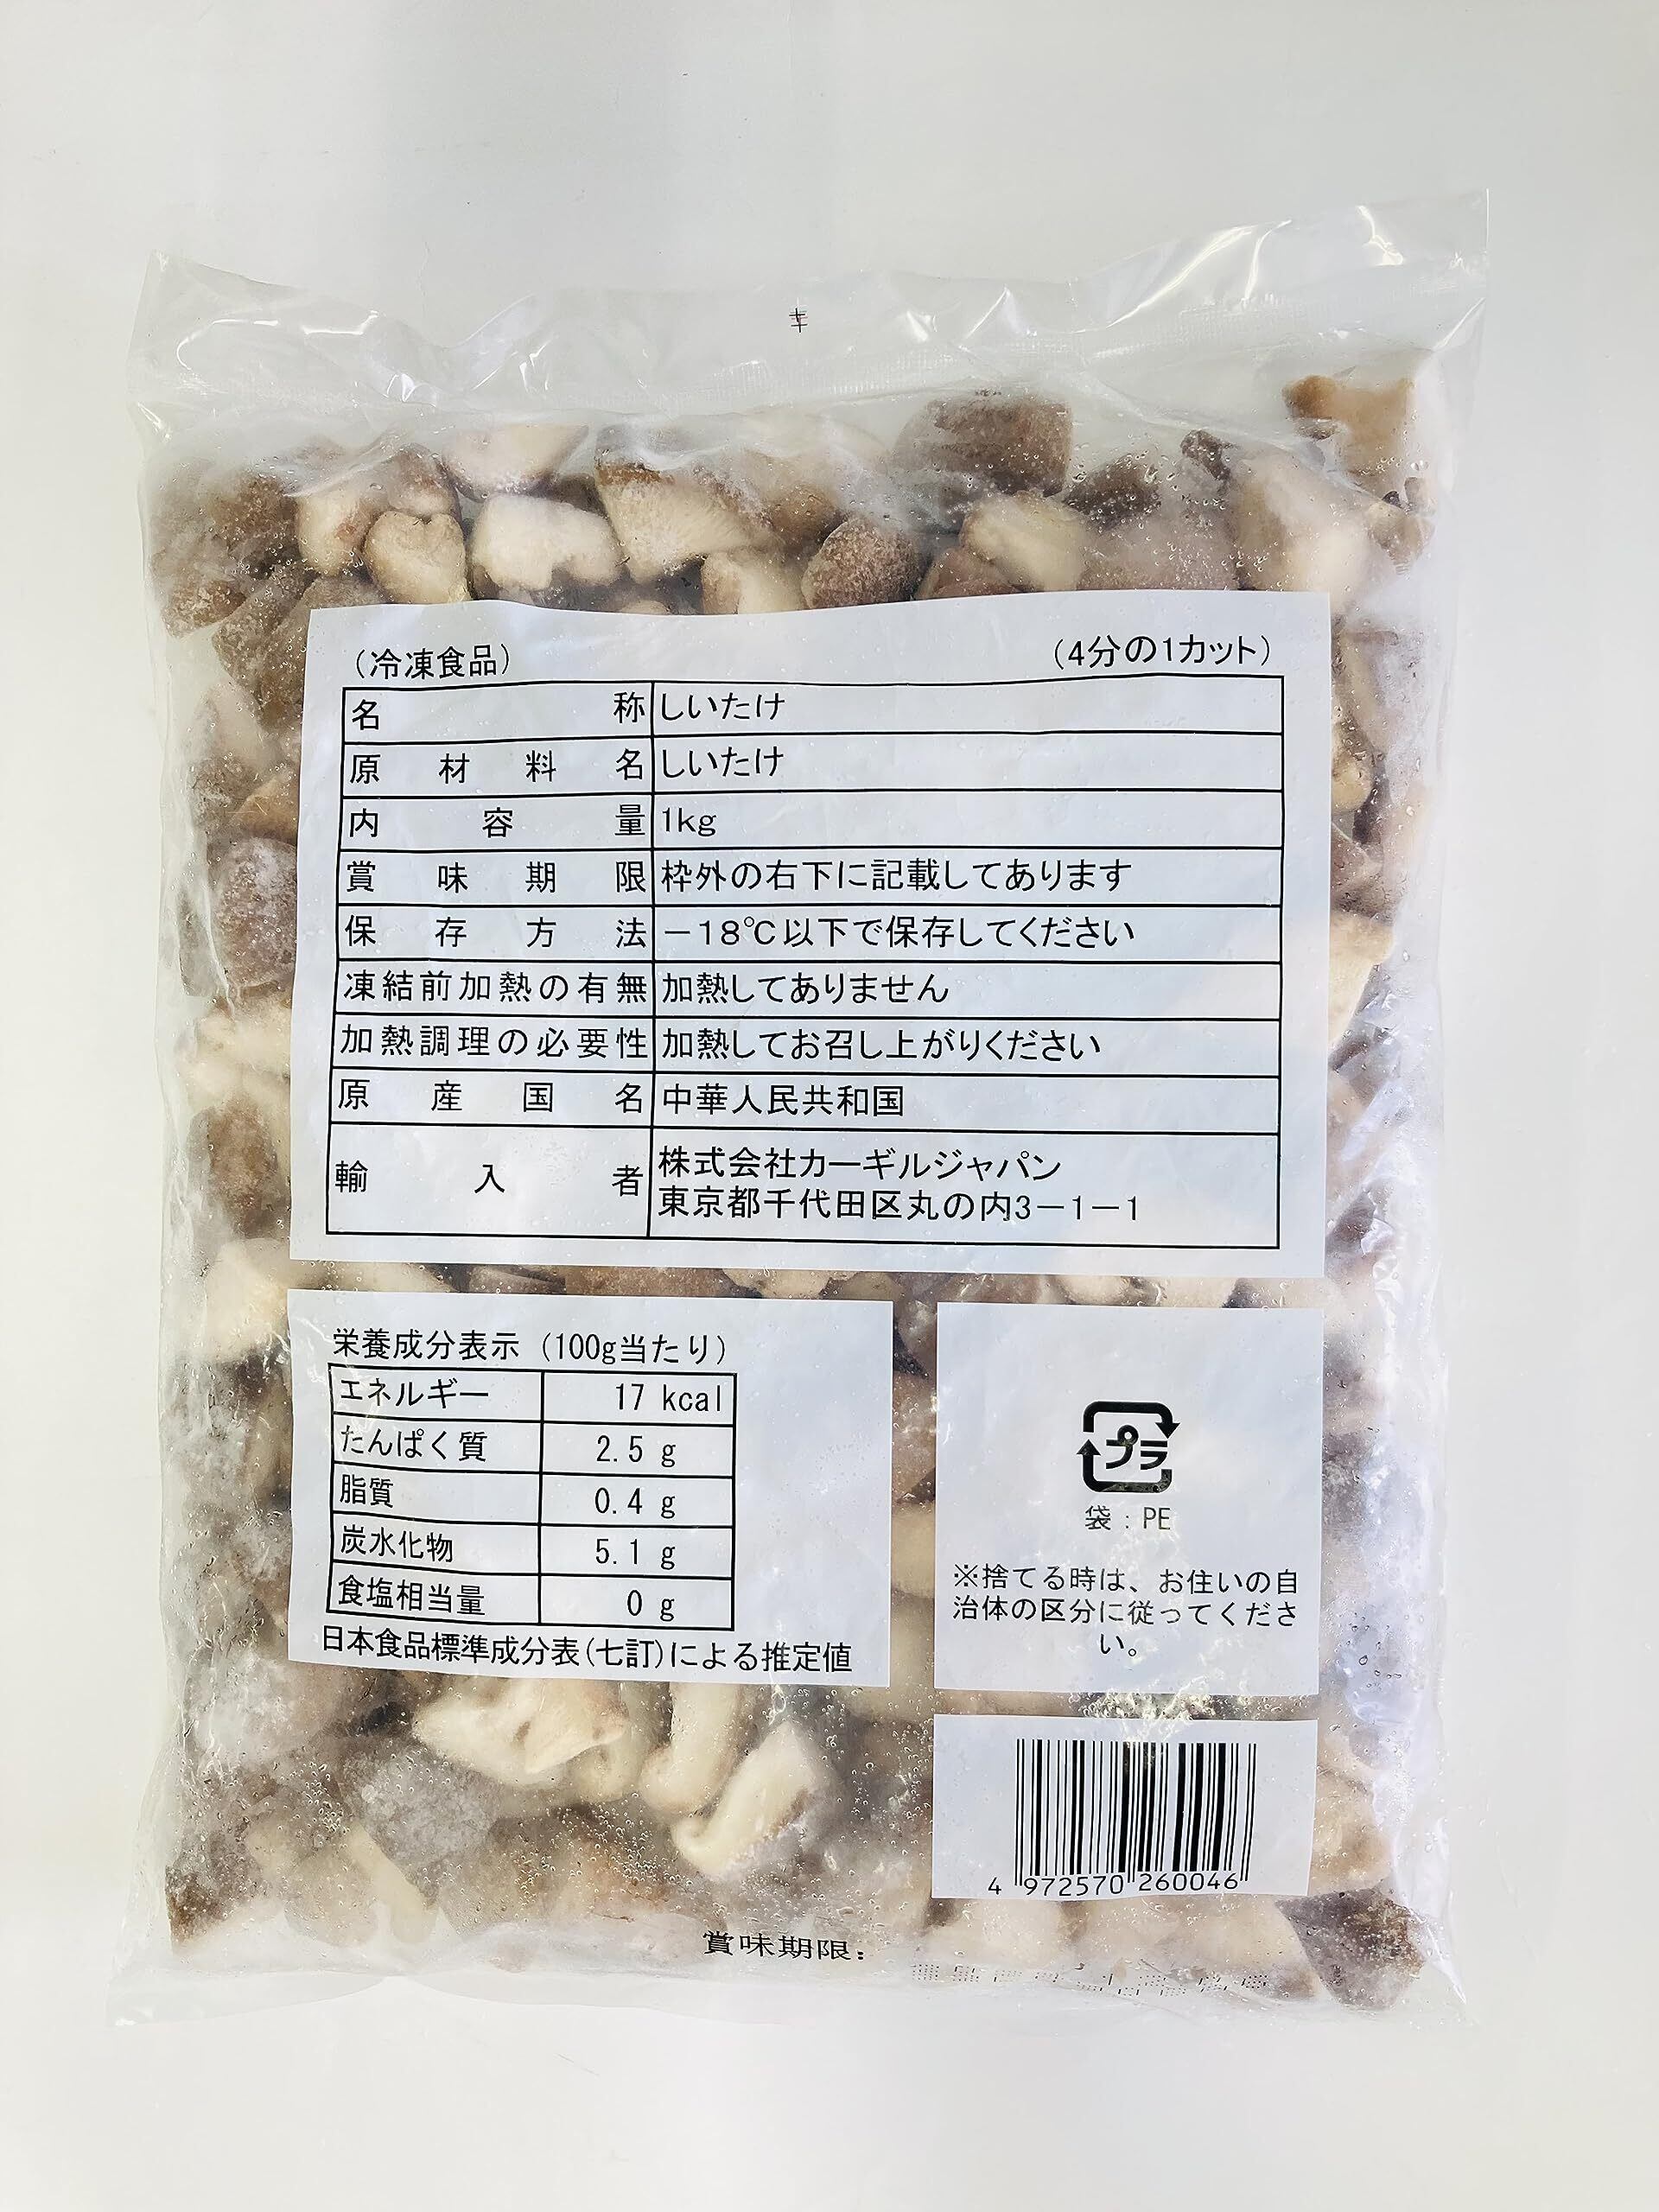 (冷凍食品) (4分の1カット)
名称 しいたけ
原材料名 しいたけ
内容量 1kg
賞味期限 枠外の右下に記載してあります
保存方法 －18℃以下で保存してください
凍結前加熱の有無 加熱してありません
加熱調理の必要性 加熱してお召し上がりください
原産国名 中華人民共和国
輸入者 株式会社カーギルジャパン
東京都千代田区丸の内3－1－1
栄養成分表示 (100g当たり)
エネルギー 17 kcal
たんぱく質 2.5 g
脂質 0.4 g
炭水化物 5.1 g
食塩相当量 0 g
日本食品標準成分表(七訂)による推定値
プラ
袋：PE
※捨てる時は、お住いの自
治体の区分に従ってくださ
い。
4 972570 260046
賞味期限：